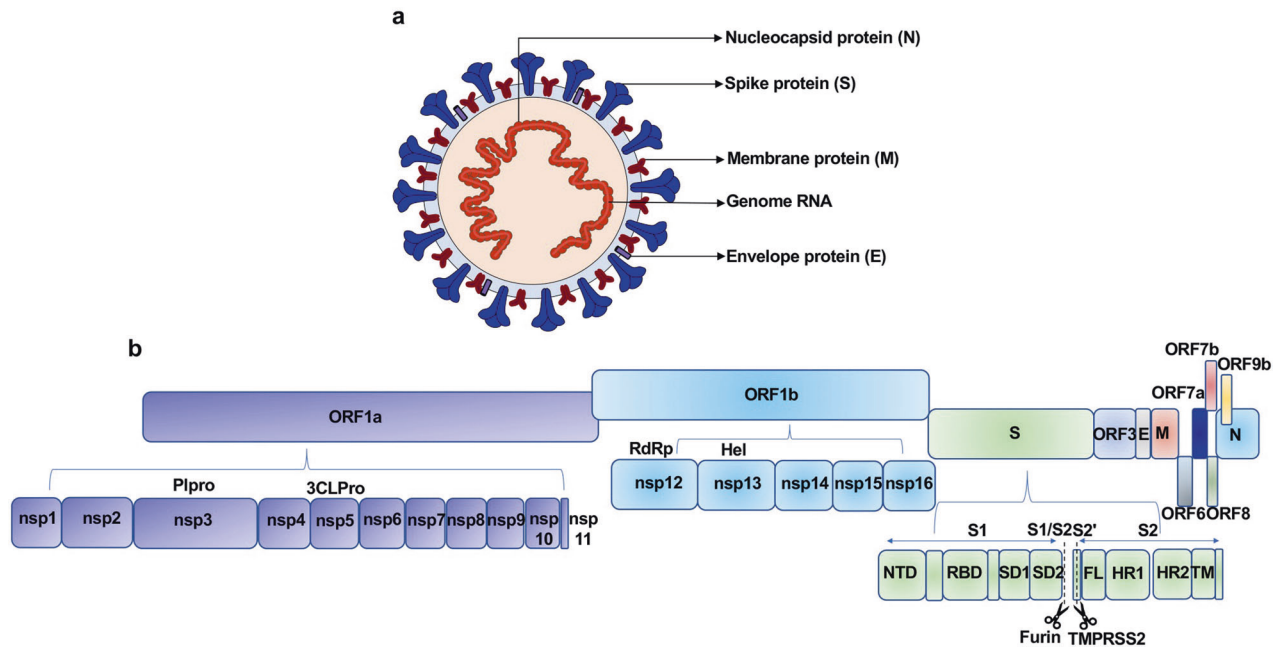 a
Nucleocapsid protein (N)
Spike protein (S)
Membrane protein (M)
Genome RNA
Envelope protein (E)
b
ORF7b
ORF9b
ORF7a
ORF1a
ORF1b
S
ORF3
E
M
N
RdRp
Hel
nsp12
nsp13
nsp14
nsp15
nsp16
Plpro
3CLPro
nsp1
nsp2
nsp3
nsp4
nsp5
nsp6
nsp7
nsp8
nsp9
nsp
10
nsp
11
ORF6
ORF8
S1
S1/S2
S2'
S2
NTD
RBD
SD1
SD2
FL
HR1
HR2
TM
Furin
TMPRSS2